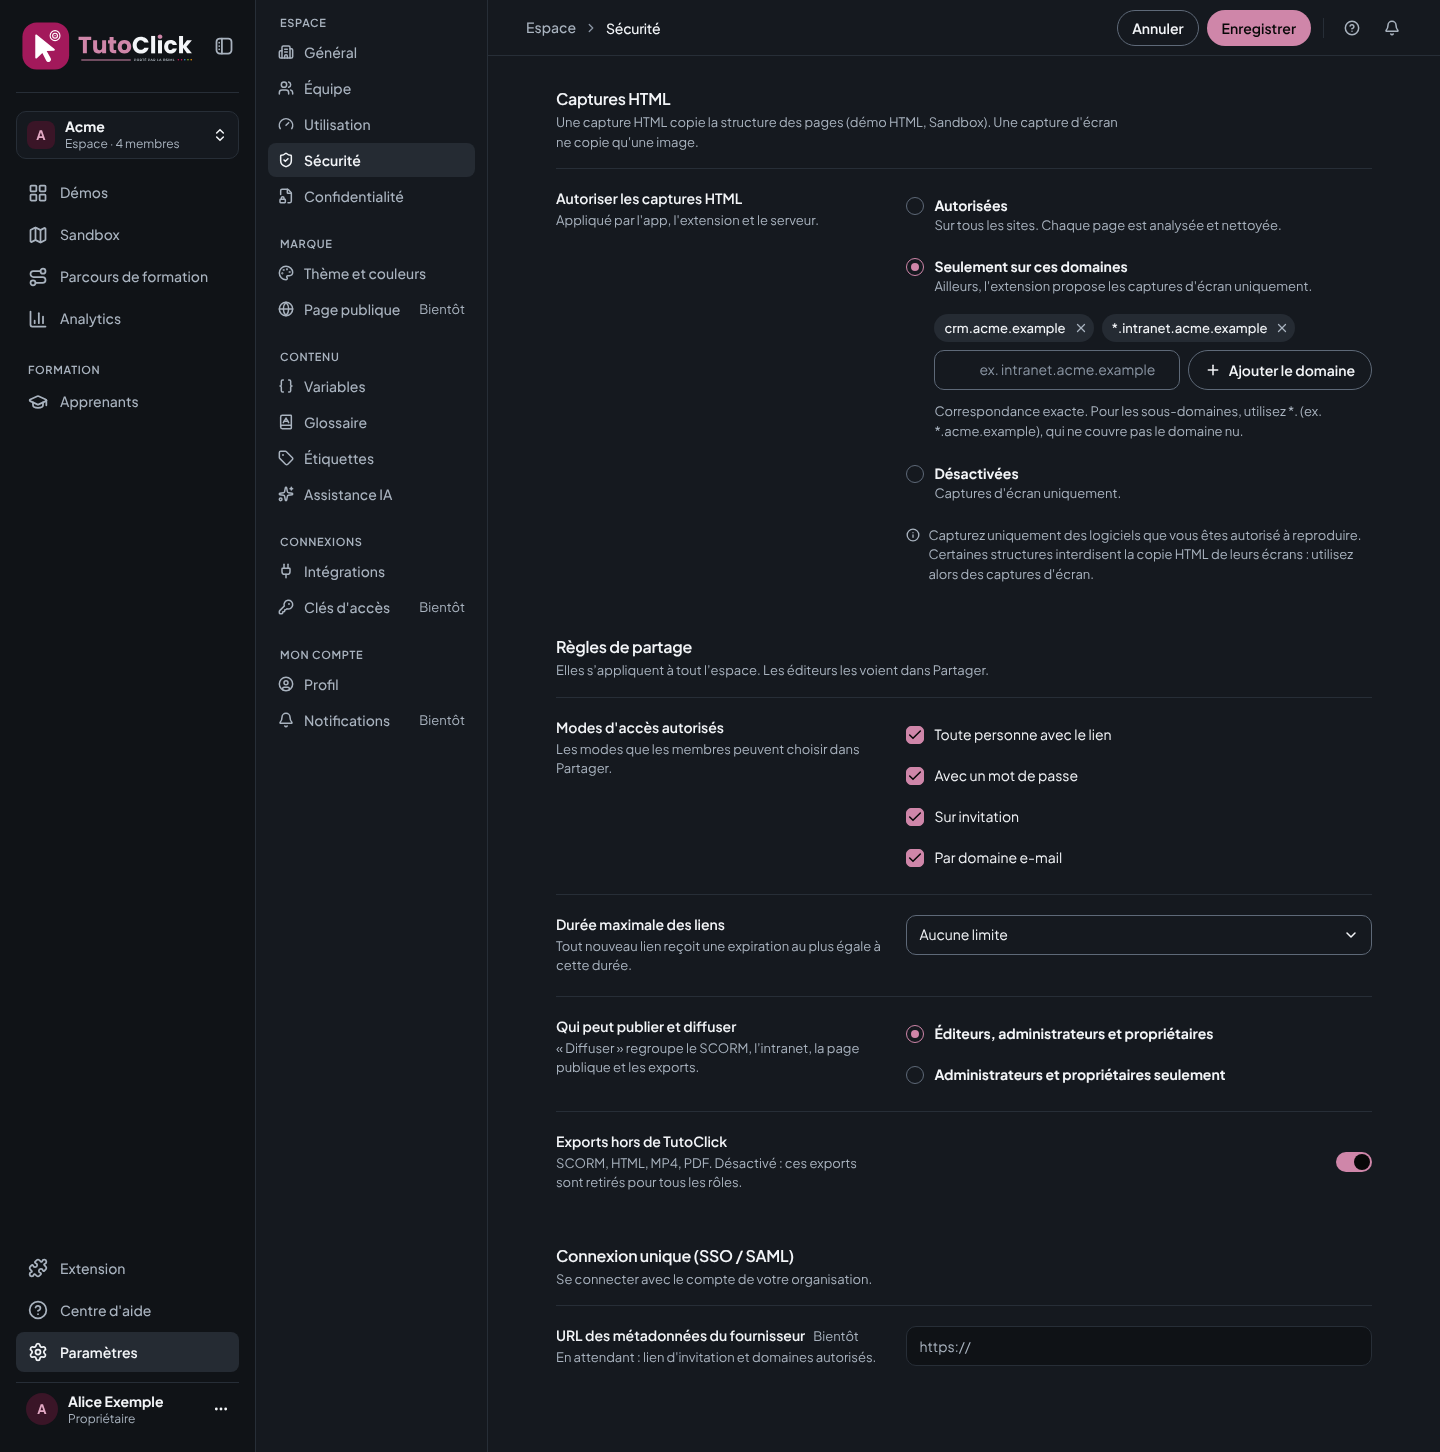 TutoClick
Acme
Espace · 4 membres
Démos
Sandbox
Parcours de formation
Analytics
FORMATION
Apprenants
Extension
Centre d'aide
Paramètres
Alice Exemple
Propriétaire
ESPACE
Général
Équipe
Utilisation
Sécurité
Confidentialité
MARQUE
Thème et couleurs
Page publique Bientôt
CONTENU
Variables
Glossaire
Étiquettes
Assistance IA
CONNEXIONS
Intégrations
Clés d'accès Bientôt
MON COMPTE
Profil
Notifications Bientôt
Espace > Sécurité
Annuler
Enregistrer
Captures HTML
Une capture HTML copie la structure des pages (démo HTML, Sandbox). Une capture d'écran
ne copie qu'une image.
Autoriser les captures HTML
Appliqué par l'app, l'extension et le serveur.
Autorisées
Sur tous les sites. Chaque page est analysée et nettoyée.
Seulement sur ces domaines
Ailleurs, l'extension propose les captures d'écran uniquement.
crm.acme.example
*.intranet.acme.example
ex. intranet.acme.example
Ajouter le domaine
Correspondance exacte. Pour les sous-domaines, utilisez *. (ex.
*.acme.example), qui ne couvre pas le domaine nu.
Désactivées
Captures d'écran uniquement.
Capturez uniquement des logiciels que vous êtes autorisé à reproduire.
Certaines structures interdisent la copie HTML de leurs écrans : utilisez
alors des captures d'écran.
Règles de partage
Elles s'appliquent à tout l'espace. Les éditeurs les voient dans Partager.
Modes d'accès autorisés
Les modes que les membres peuvent choisir dans
Partager.
Toute personne avec le lien
Avec un mot de passe
Sur invitation
Par domaine e-mail
Durée maximale des liens
Tout nouveau lien reçoit une expiration au plus égale à
cette durée.
Aucune limite
Qui peut publier et diffuser
« Diffuser » regroupe le SCORM, l'intranet, la page
publique et les exports.
Éditeurs, administrateurs et propriétaires
Administrateurs et propriétaires seulement
Exports hors de TutoClick
SCORM, HTML, MP4, PDF. Désactivé : ces exports
sont retirés pour tous les rôles.
Connexion unique (SSO / SAML)
Se connecter avec le compte de votre organisation.
URL des métadonnées du fournisseur Bientôt
En attendant : lien d'invitation et domaines autorisés.
https://
A
A